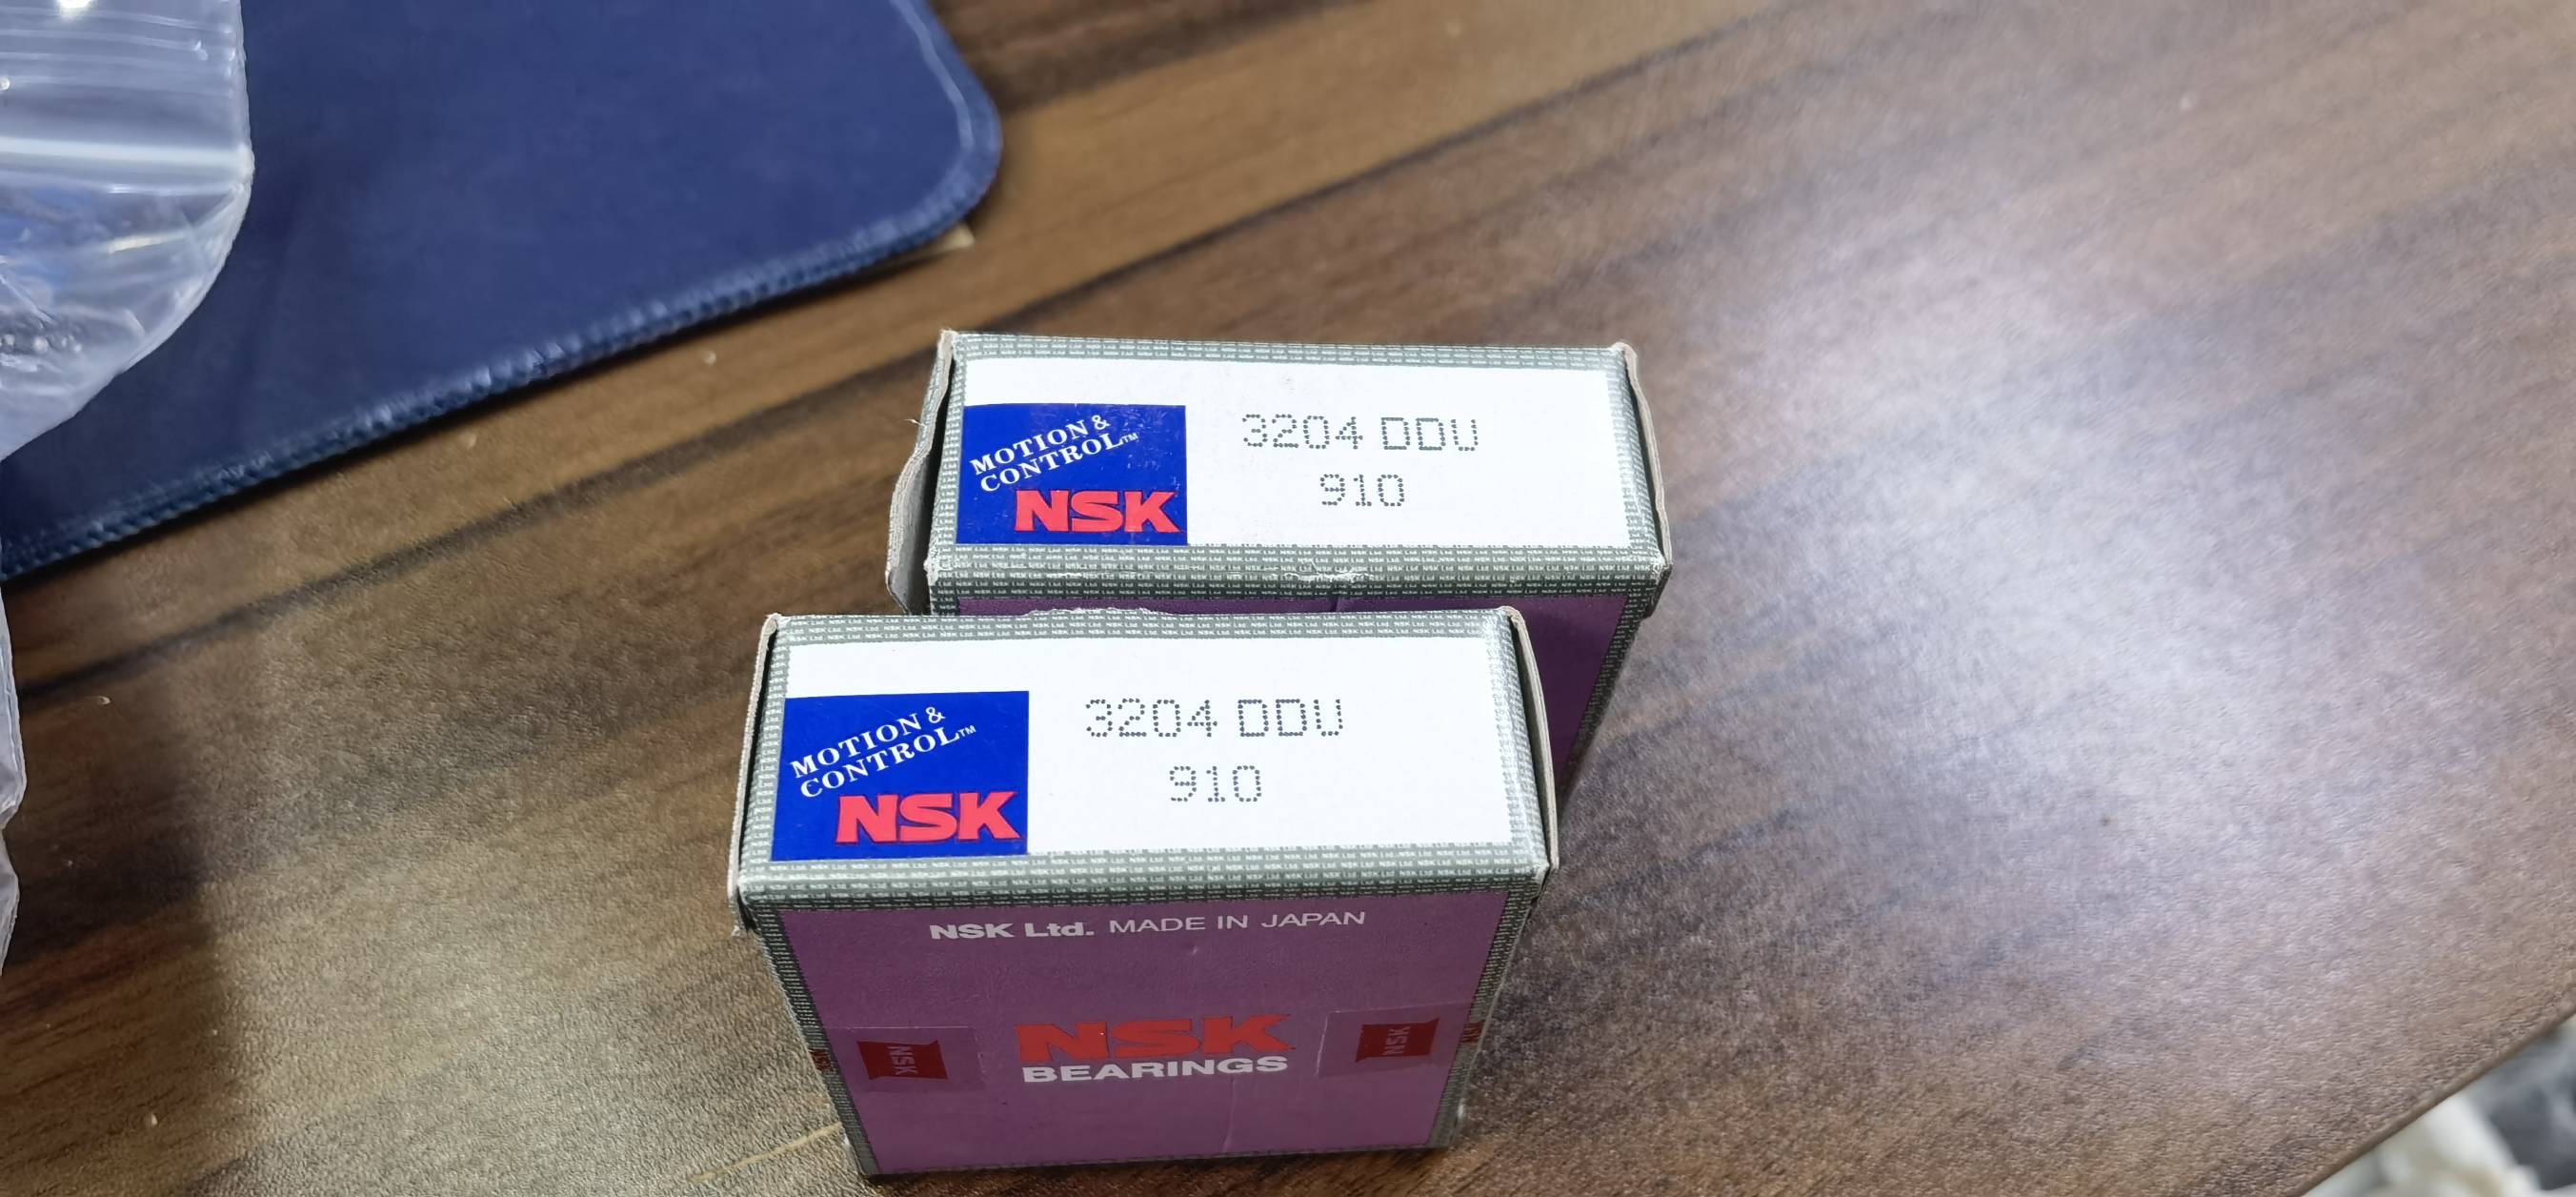 MOTION &
CONTROL™
NSK
3204 DDU
910
MOTION &
CONTROL™
NSK
3204 DDU
910
NSK Ltd. MADE IN JAPAN
NSK
BEARINGS
NSK
NSK